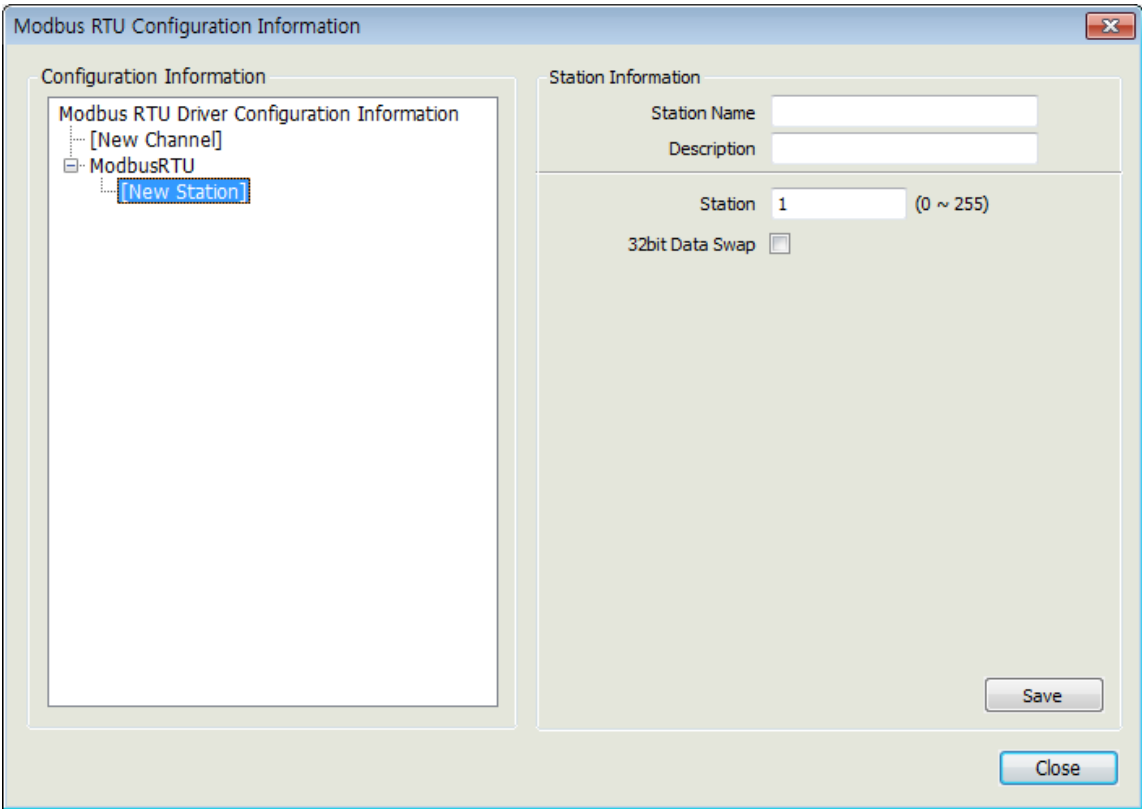 Modbus RTU Configuration Information
Configuration Information
Modbus RTU Driver Configuration Information
[New Channel]
ModbusRTU
[New Station]
Station Information
Station Name
Description
Station 1 (0 ~ 255)
32bit Data Swap
Save
Close